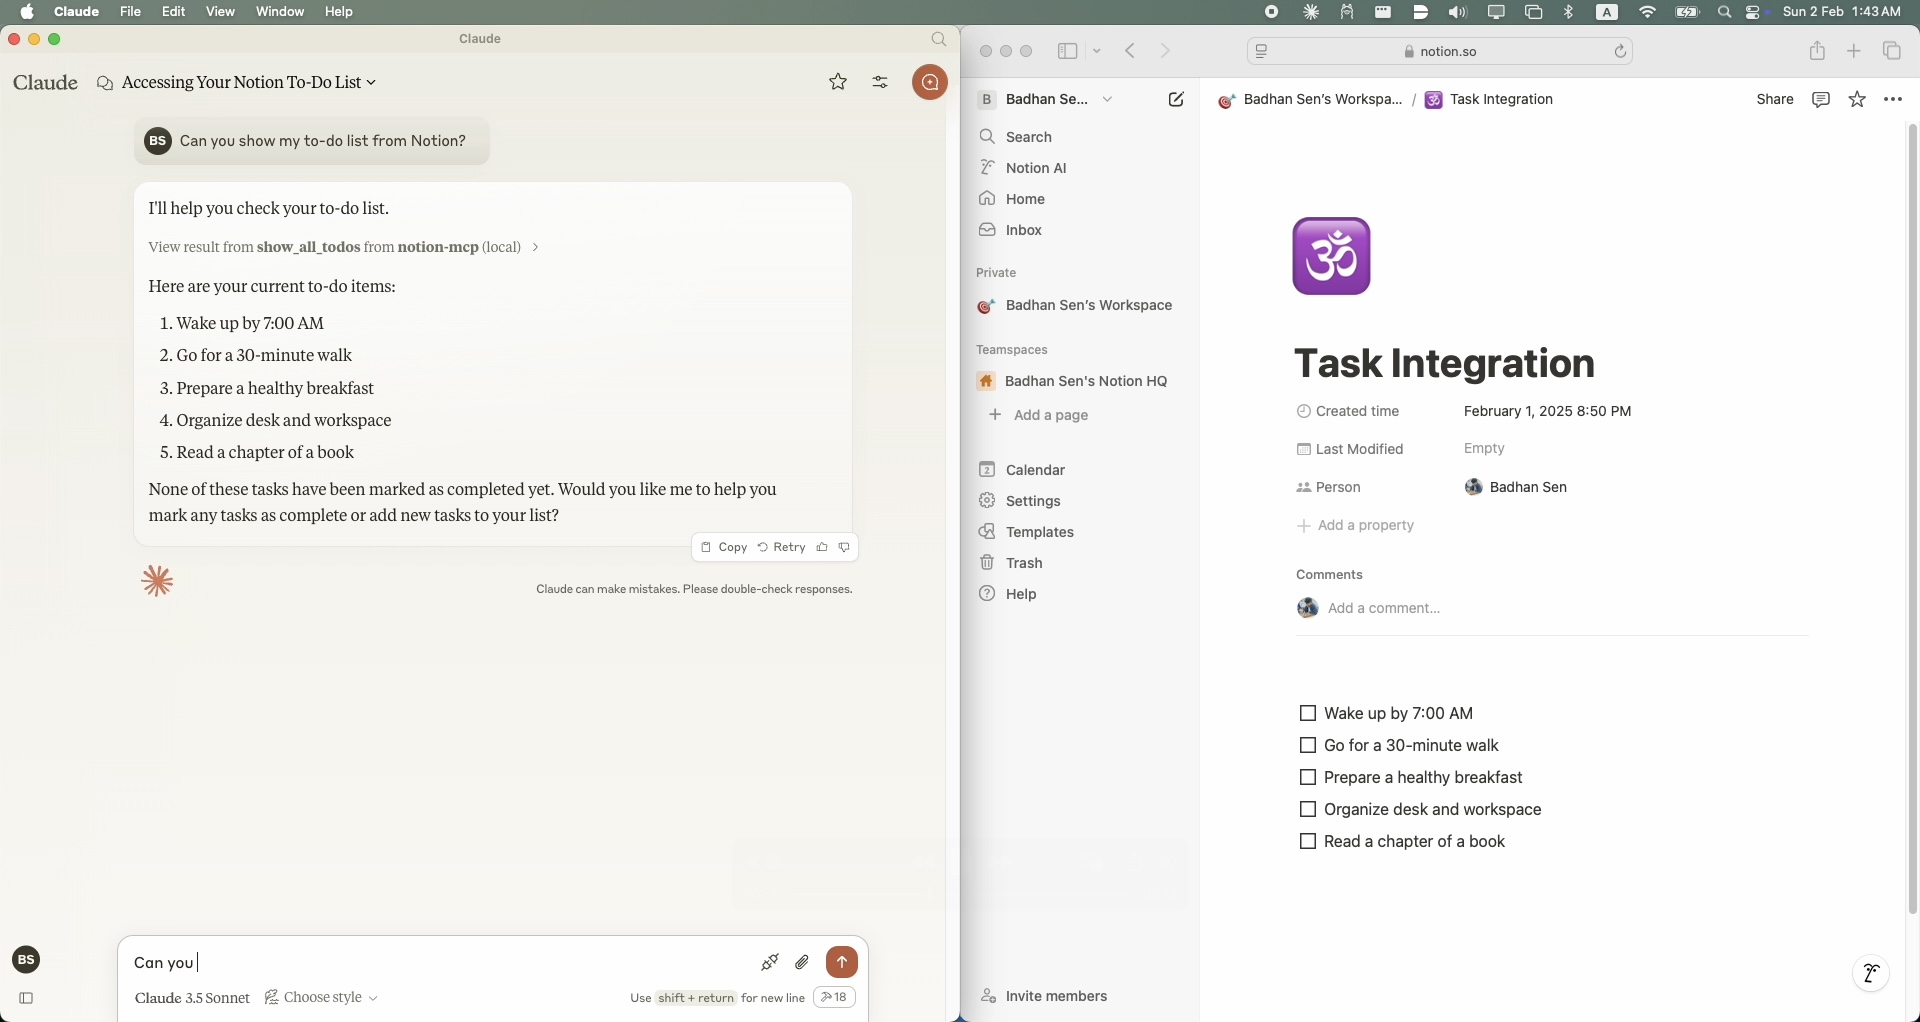 Claude File Edit View Window Help
A Sun 2 Feb 1:43 AM
Claude
Claude Accessing Your Notion To-Do List
BS Can you show my to-do list from Notion?
I'll help you check your to-do list.
View result from show_all_todos from notion-mcp (local)
Here are your current to-do items:
1. Wake up by 7:00 AM
2. Go for a 30-minute walk
3. Prepare a healthy breakfast
4. Organize desk and workspace
5. Read a chapter of a book
None of these tasks have been marked as completed yet. Would you like me to help you
mark any tasks as complete or add new tasks to your list?
Copy Retry
Claude can make mistakes. Please double-check responses.
BS
Can you
Claude 3.5 Sonnet Choose style Use shift + return for new line 18
notion.so
B Badhan Se...
Search
Notion AI
Home
Inbox
Private
Badhan Sen's Workspace
Teamspaces
Badhan Sen's Notion HQ
Add a page
2 Calendar
Settings
Templates
Trash
Help
Invite members
Badhan Sen's Workspa... / Task Integration Share
ॐ
Task Integration
Created time February 1, 2025 8:50 PM
Last Modified Empty
Person Badhan Sen
Add a property
Comments
Add a comment...
Wake up by 7:00 AM
Go for a 30-minute walk
Prepare a healthy breakfast
Organize desk and workspace
Read a chapter of a book